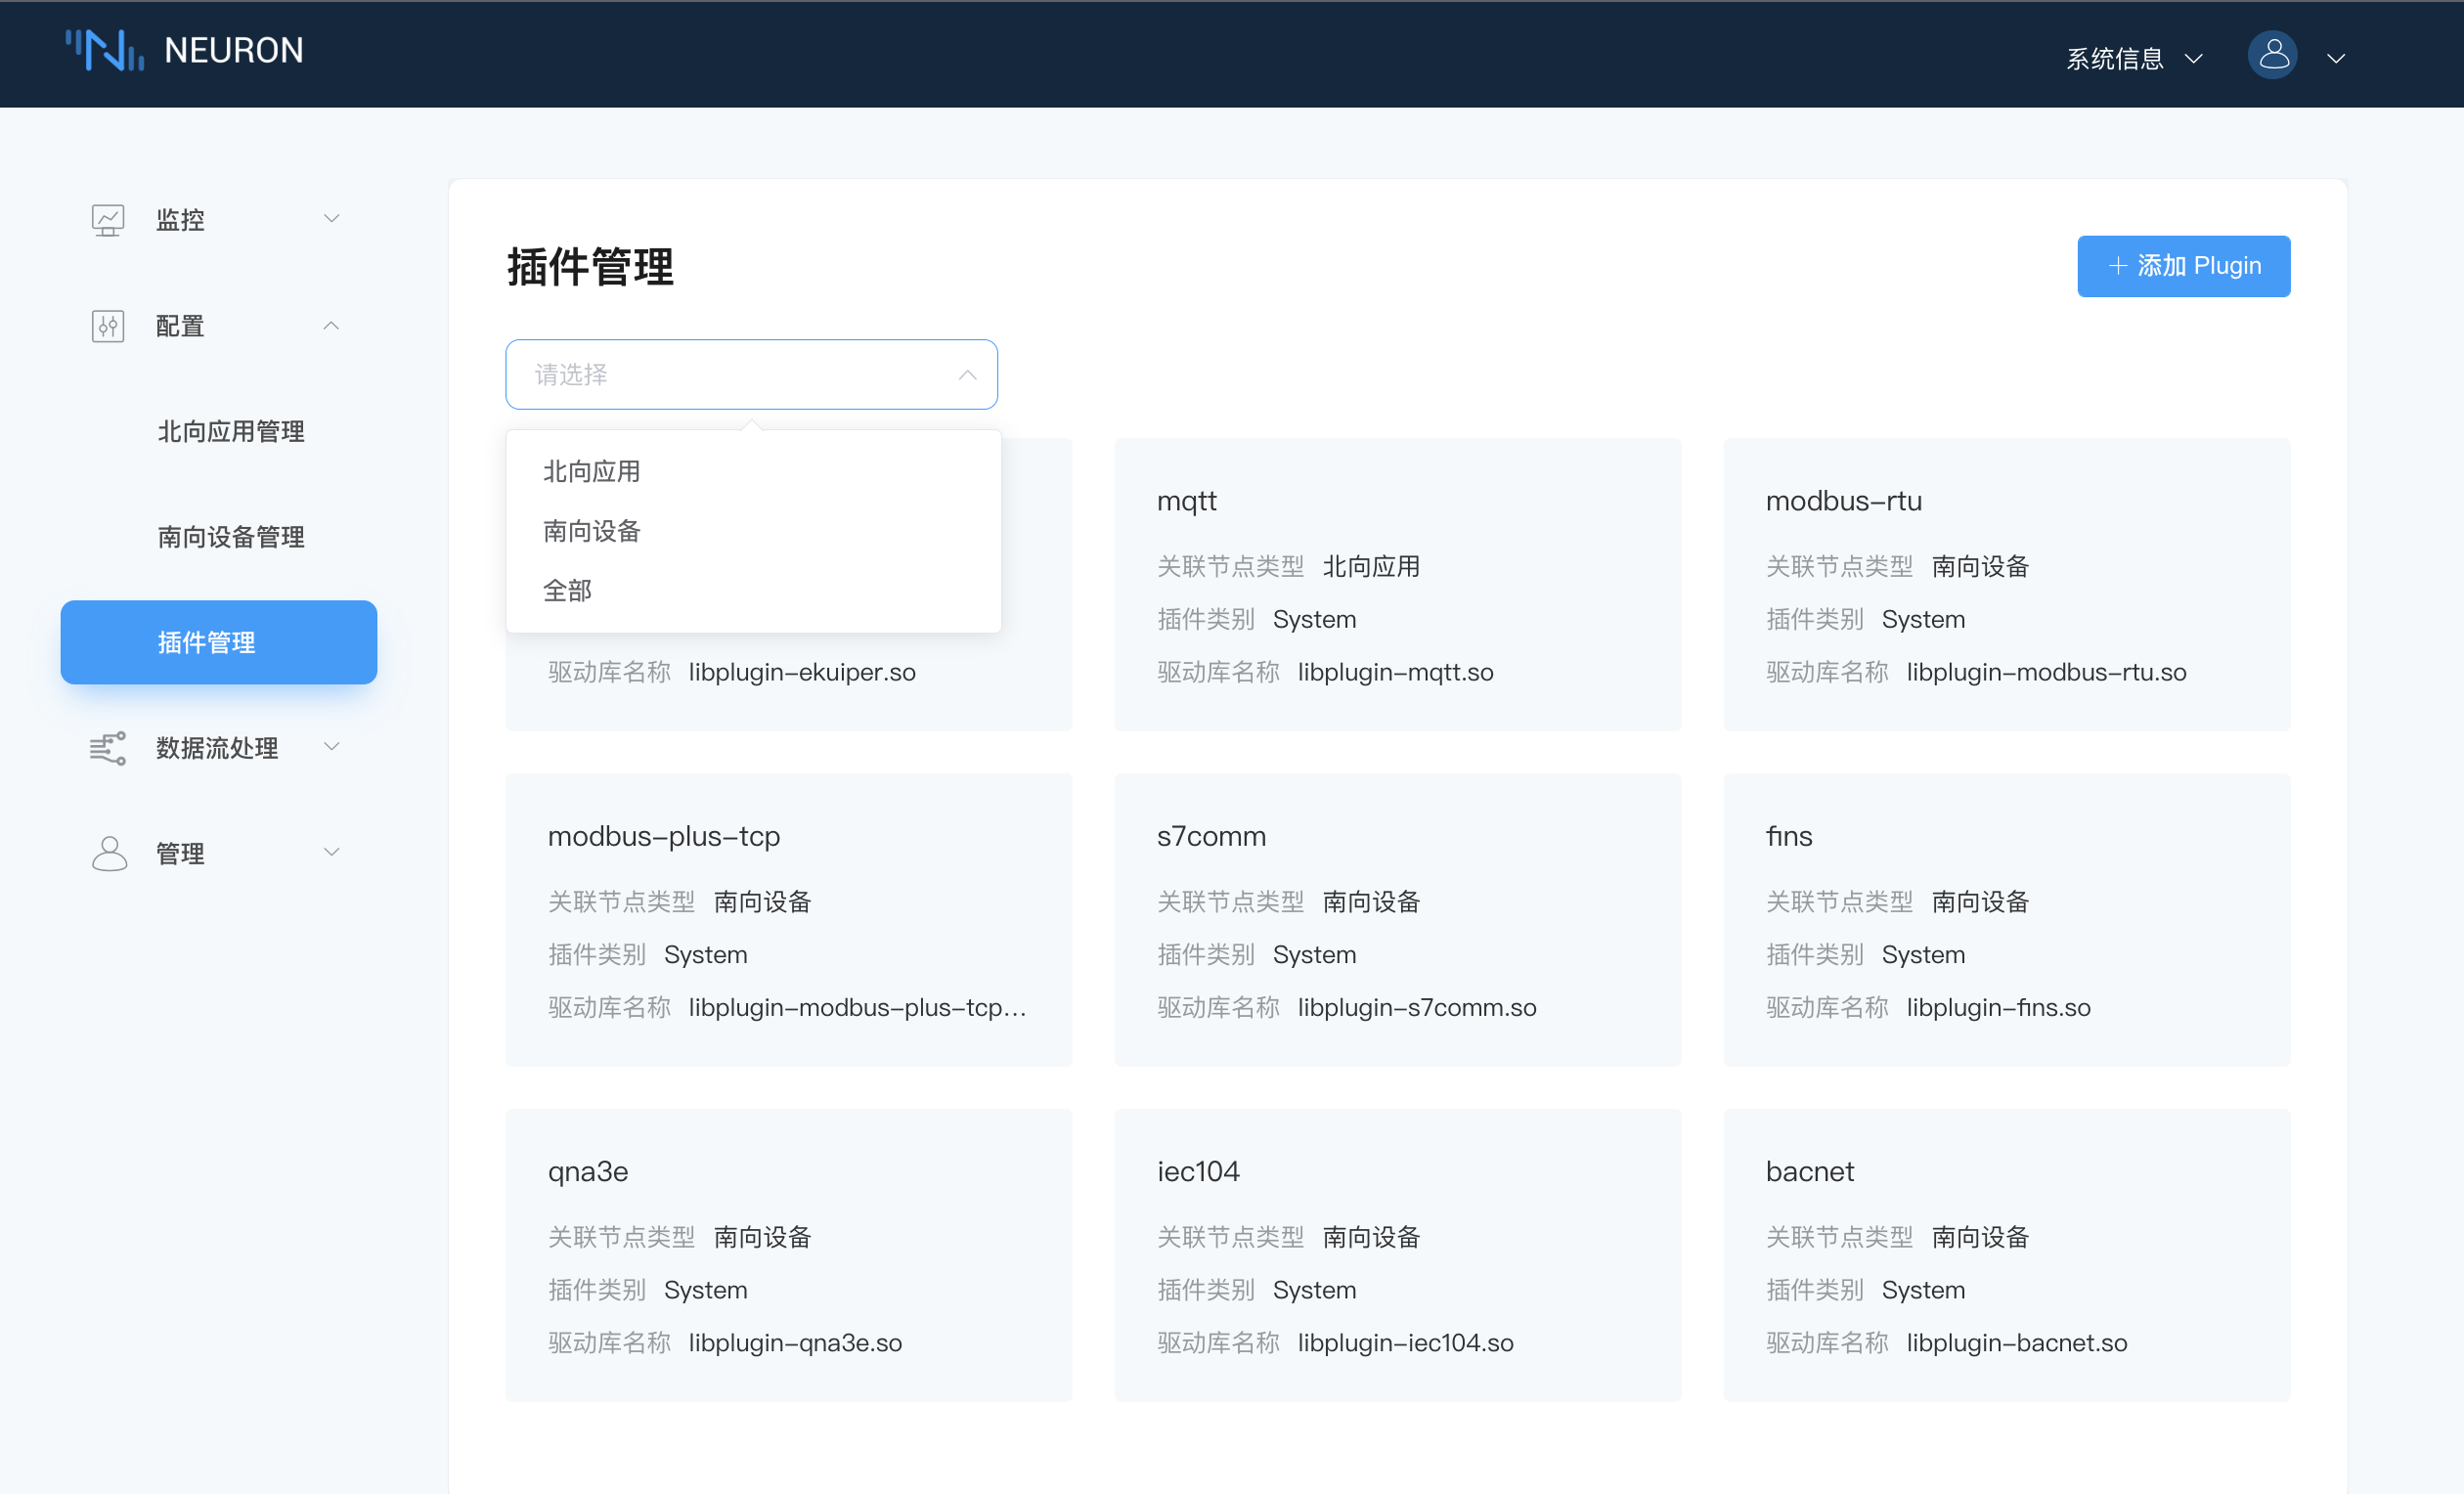 NEURON
系统信息
监控
配置
北向应用管理
南向设备管理
插件管理
数据流处理
管理
插件管理
添加 Plugin
请选择
北向应用
南向设备
全部
驱动库名称 libplugin-ekuiper.so
mqtt
关联节点类型 北向应用
插件类别 System
驱动库名称 libplugin-mqtt.so
modbus-rtu
关联节点类型 南向设备
插件类别 System
驱动库名称 libplugin-modbus-rtu.so
modbus-plus-tcp
关联节点类型 南向设备
插件类别 System
驱动库名称 libplugin-modbus-plus-tcp...
s7comm
关联节点类型 南向设备
插件类别 System
驱动库名称 libplugin-s7comm.so
fins
关联节点类型 南向设备
插件类别 System
驱动库名称 libplugin-fins.so
qna3e
关联节点类型 南向设备
插件类别 System
驱动库名称 libplugin-qna3e.so
iec104
关联节点类型 南向设备
插件类别 System
驱动库名称 libplugin-iec104.so
bacnet
关联节点类型 南向设备
插件类别 System
驱动库名称 libplugin-bacnet.so